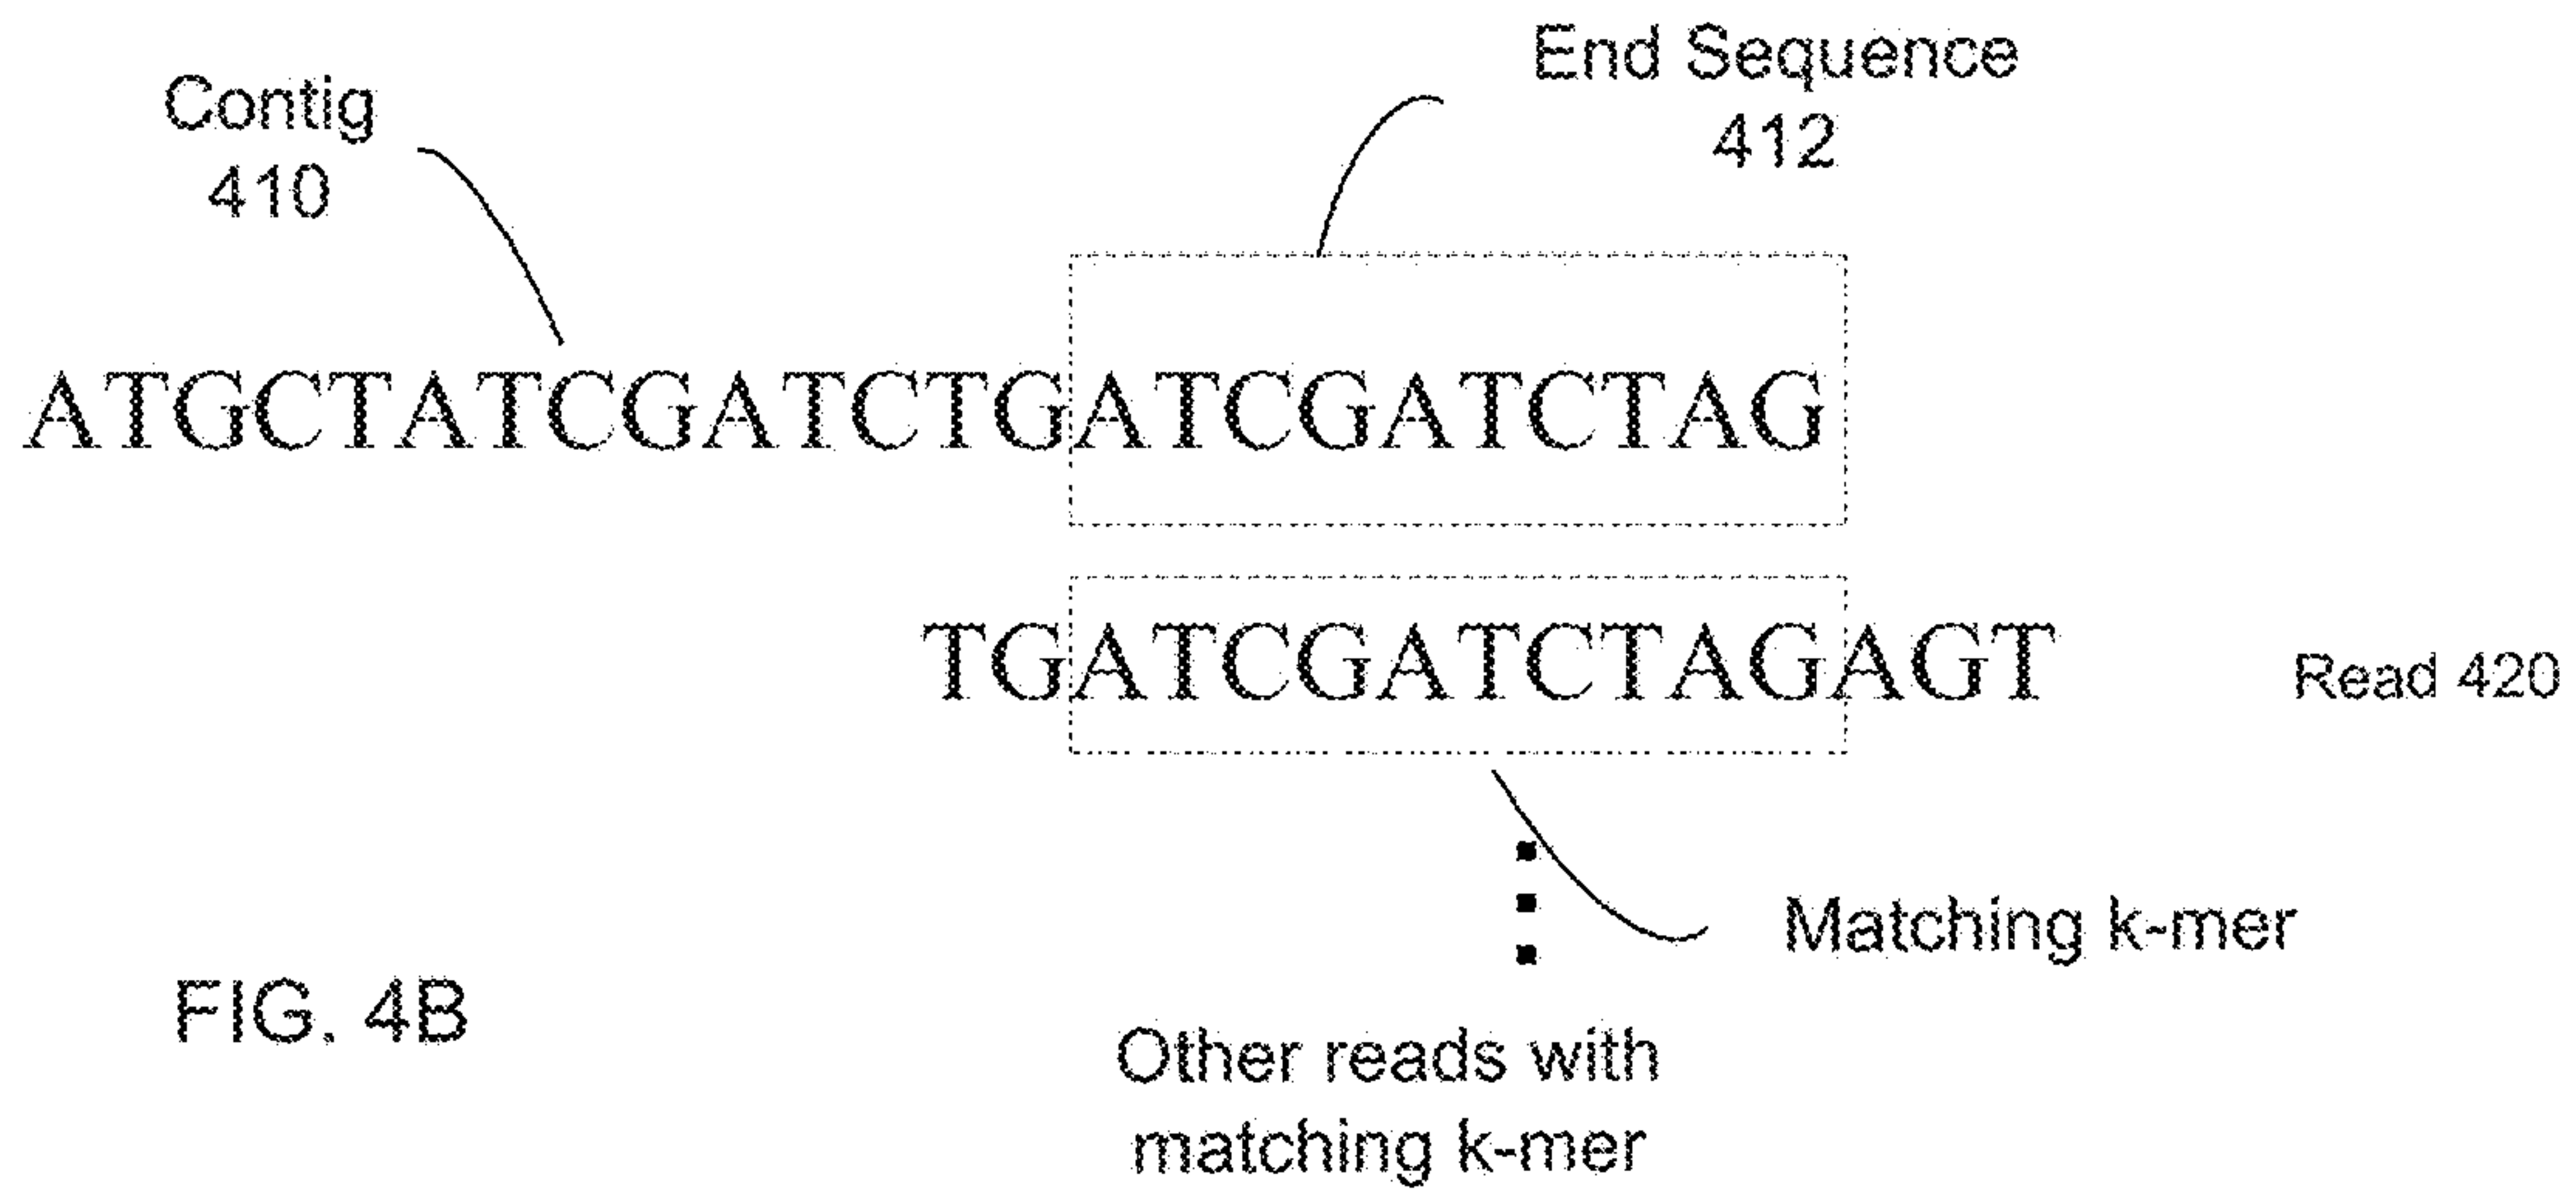 End Sequence
412
Contig
410
ATGCTATCGATCTGATCGATCTAG
TGATCGATCTAGAGT
Read 420
Matching k-mer
FIG. 4B
Other reads with
matching k-mer